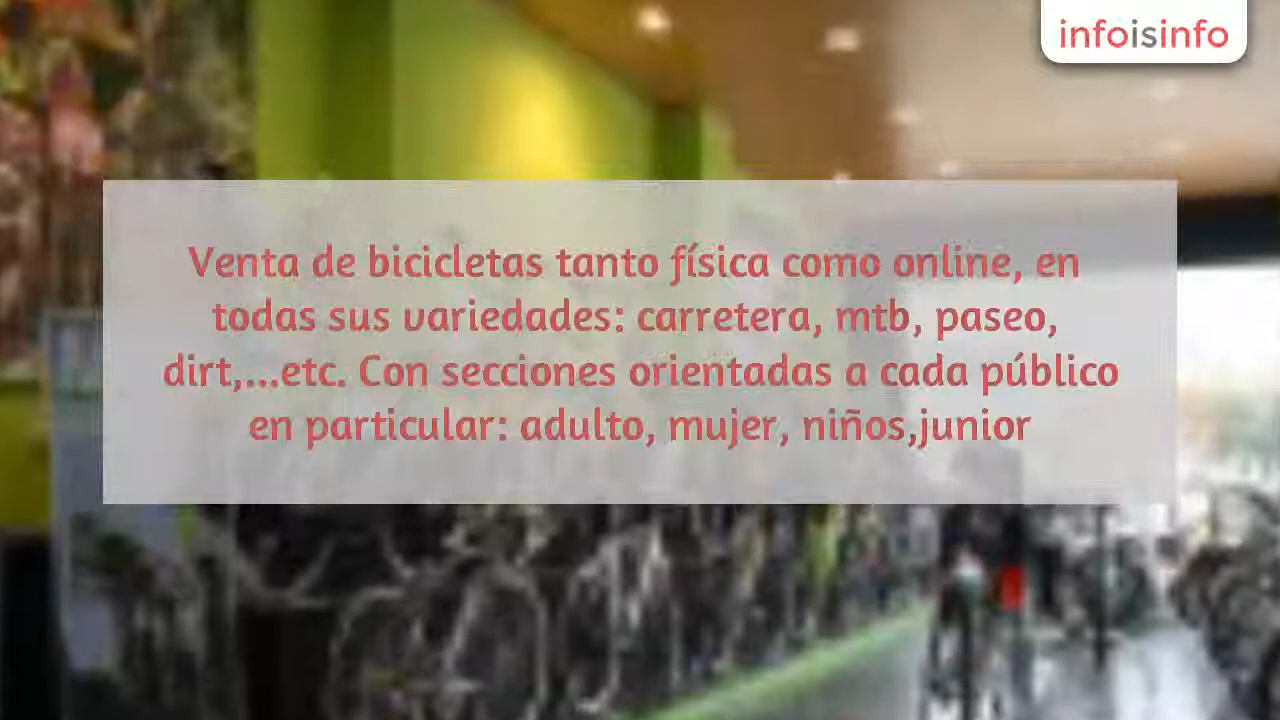 infoisinfo
Venta de bicicletas tanto física como online, en
todas sus variedades: carretera, mtb, paseo,
dirt,...etc. Con secciones orientadas a cada público
en particular: adulto, mujer, niños,junior